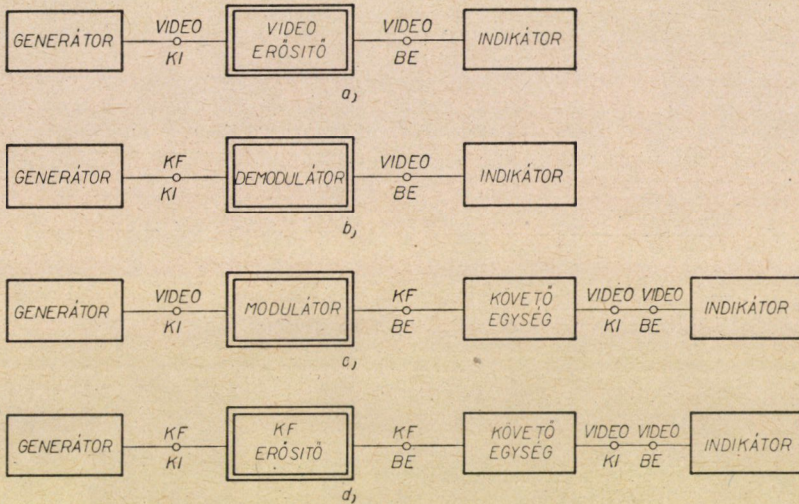 GENERÁTOR
VIDEO
KI
VIDEO
ERŐSITŐ
VIDEO
BE
INDIKÁTOR
a,
GENERÁTOR
KF
KI
DEMODULÁTOR
VIDEO
BE
INDIKÁTOR
b,
GENERÁTOR
VIDEO
KI
MODULÁTOR
KF
BE
KÖVETŐ
EGYSÉG
VIDEO VIDEO
KI BE
INDIKÁTOR
c,
GENERÁTOR
KF
KI
KF
ERŐSITŐ
KF
BE
KÖVETŐ
EGYSÉG
VIDEO VIDEO
KI BE
INDIKÁTOR
d,